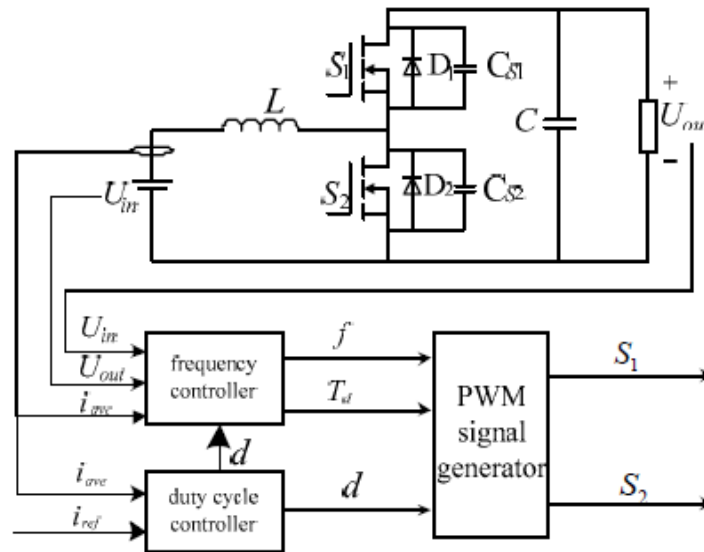 S1
D1
CS1
L
C
+
Uou
-
Uin
S2
D2
CS2
Uin
Uout
iave
frequency
controller
f
Td
d
PWM
signal
generator
S1
S2
iave
iref
duty cycle
controller
d